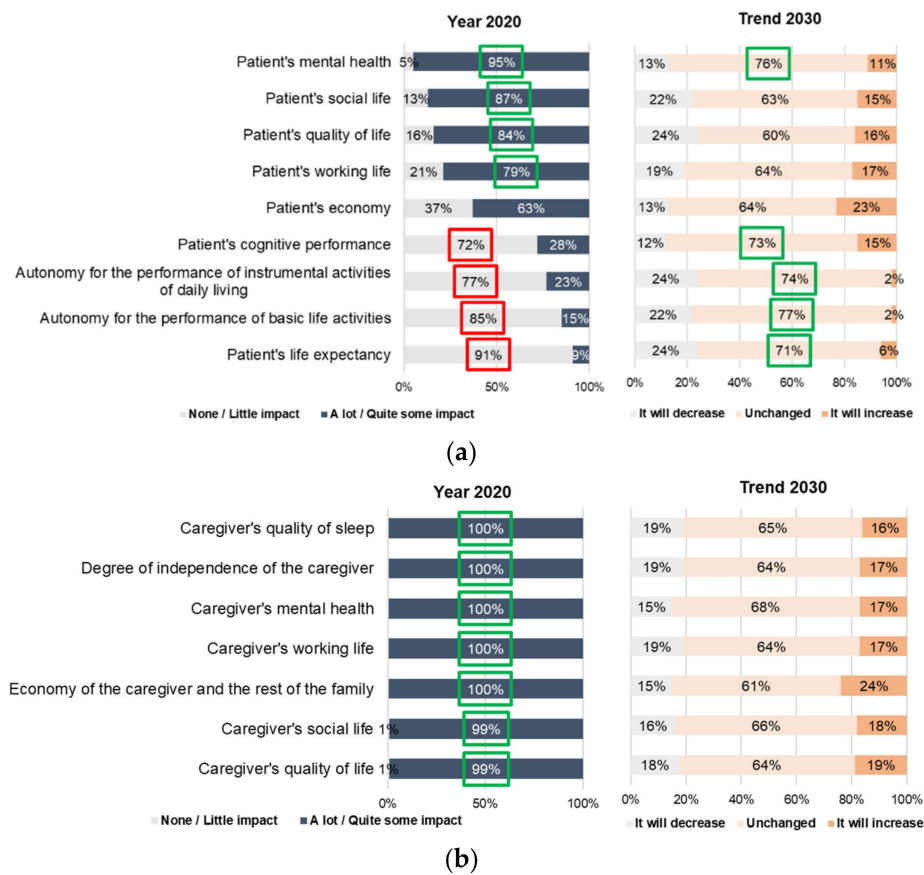 Year 2020
Trend 2030
Patient's mental health 5% 95% 13% 76% 11%
Patient's social life 13% 87% 22% 63% 15%
Patient's quality of life 16% 84% 24% 60% 16%
Patient's working life 21% 79% 19% 64% 17%
Patient's economy 37% 63% 13% 64% 23%
Patient's cognitive performance 72% 28% 12% 73% 15%
Autonomy for the performance of instrumental activities
of daily living 77% 23% 24% 74% 2%
Autonomy for the performance of basic life activities 85% 15% 22% 77% 2%
Patient's life expectancy 91% 9% 24% 71% 6%
0% 50% 100% 0% 20% 40% 60% 80% 100%
None / Little impact A lot / Quite some impact It will decrease Unchanged It will increase
(a)
Year 2020
Trend 2030
Caregiver's quality of sleep 100% 19% 65% 16%
Degree of independence of the caregiver 100% 19% 64% 17%
Caregiver's mental health 100% 15% 68% 17%
Caregiver's working life 100% 19% 64% 17%
Economy of the caregiver and the rest of the family 100% 15% 61% 24%
Caregiver's social life 1% 99% 16% 66% 18%
Caregiver's quality of life 1% 99% 18% 64% 19%
0% 50% 100% 0% 20% 40% 60% 80% 100%
None / Little impact A lot / Quite some impact It will decrease Unchanged It will increase
(b)